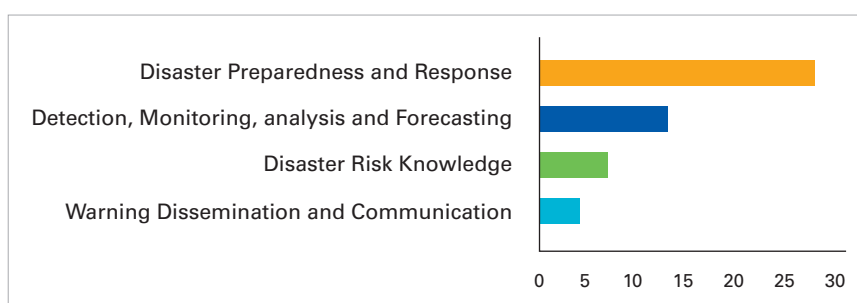 Disaster Preparedness and Response
Detection, Monitoring, analysis and Forecasting
Disaster Risk Knowledge
Warning Dissemination and Communication
0 5 10 15 20 25 30